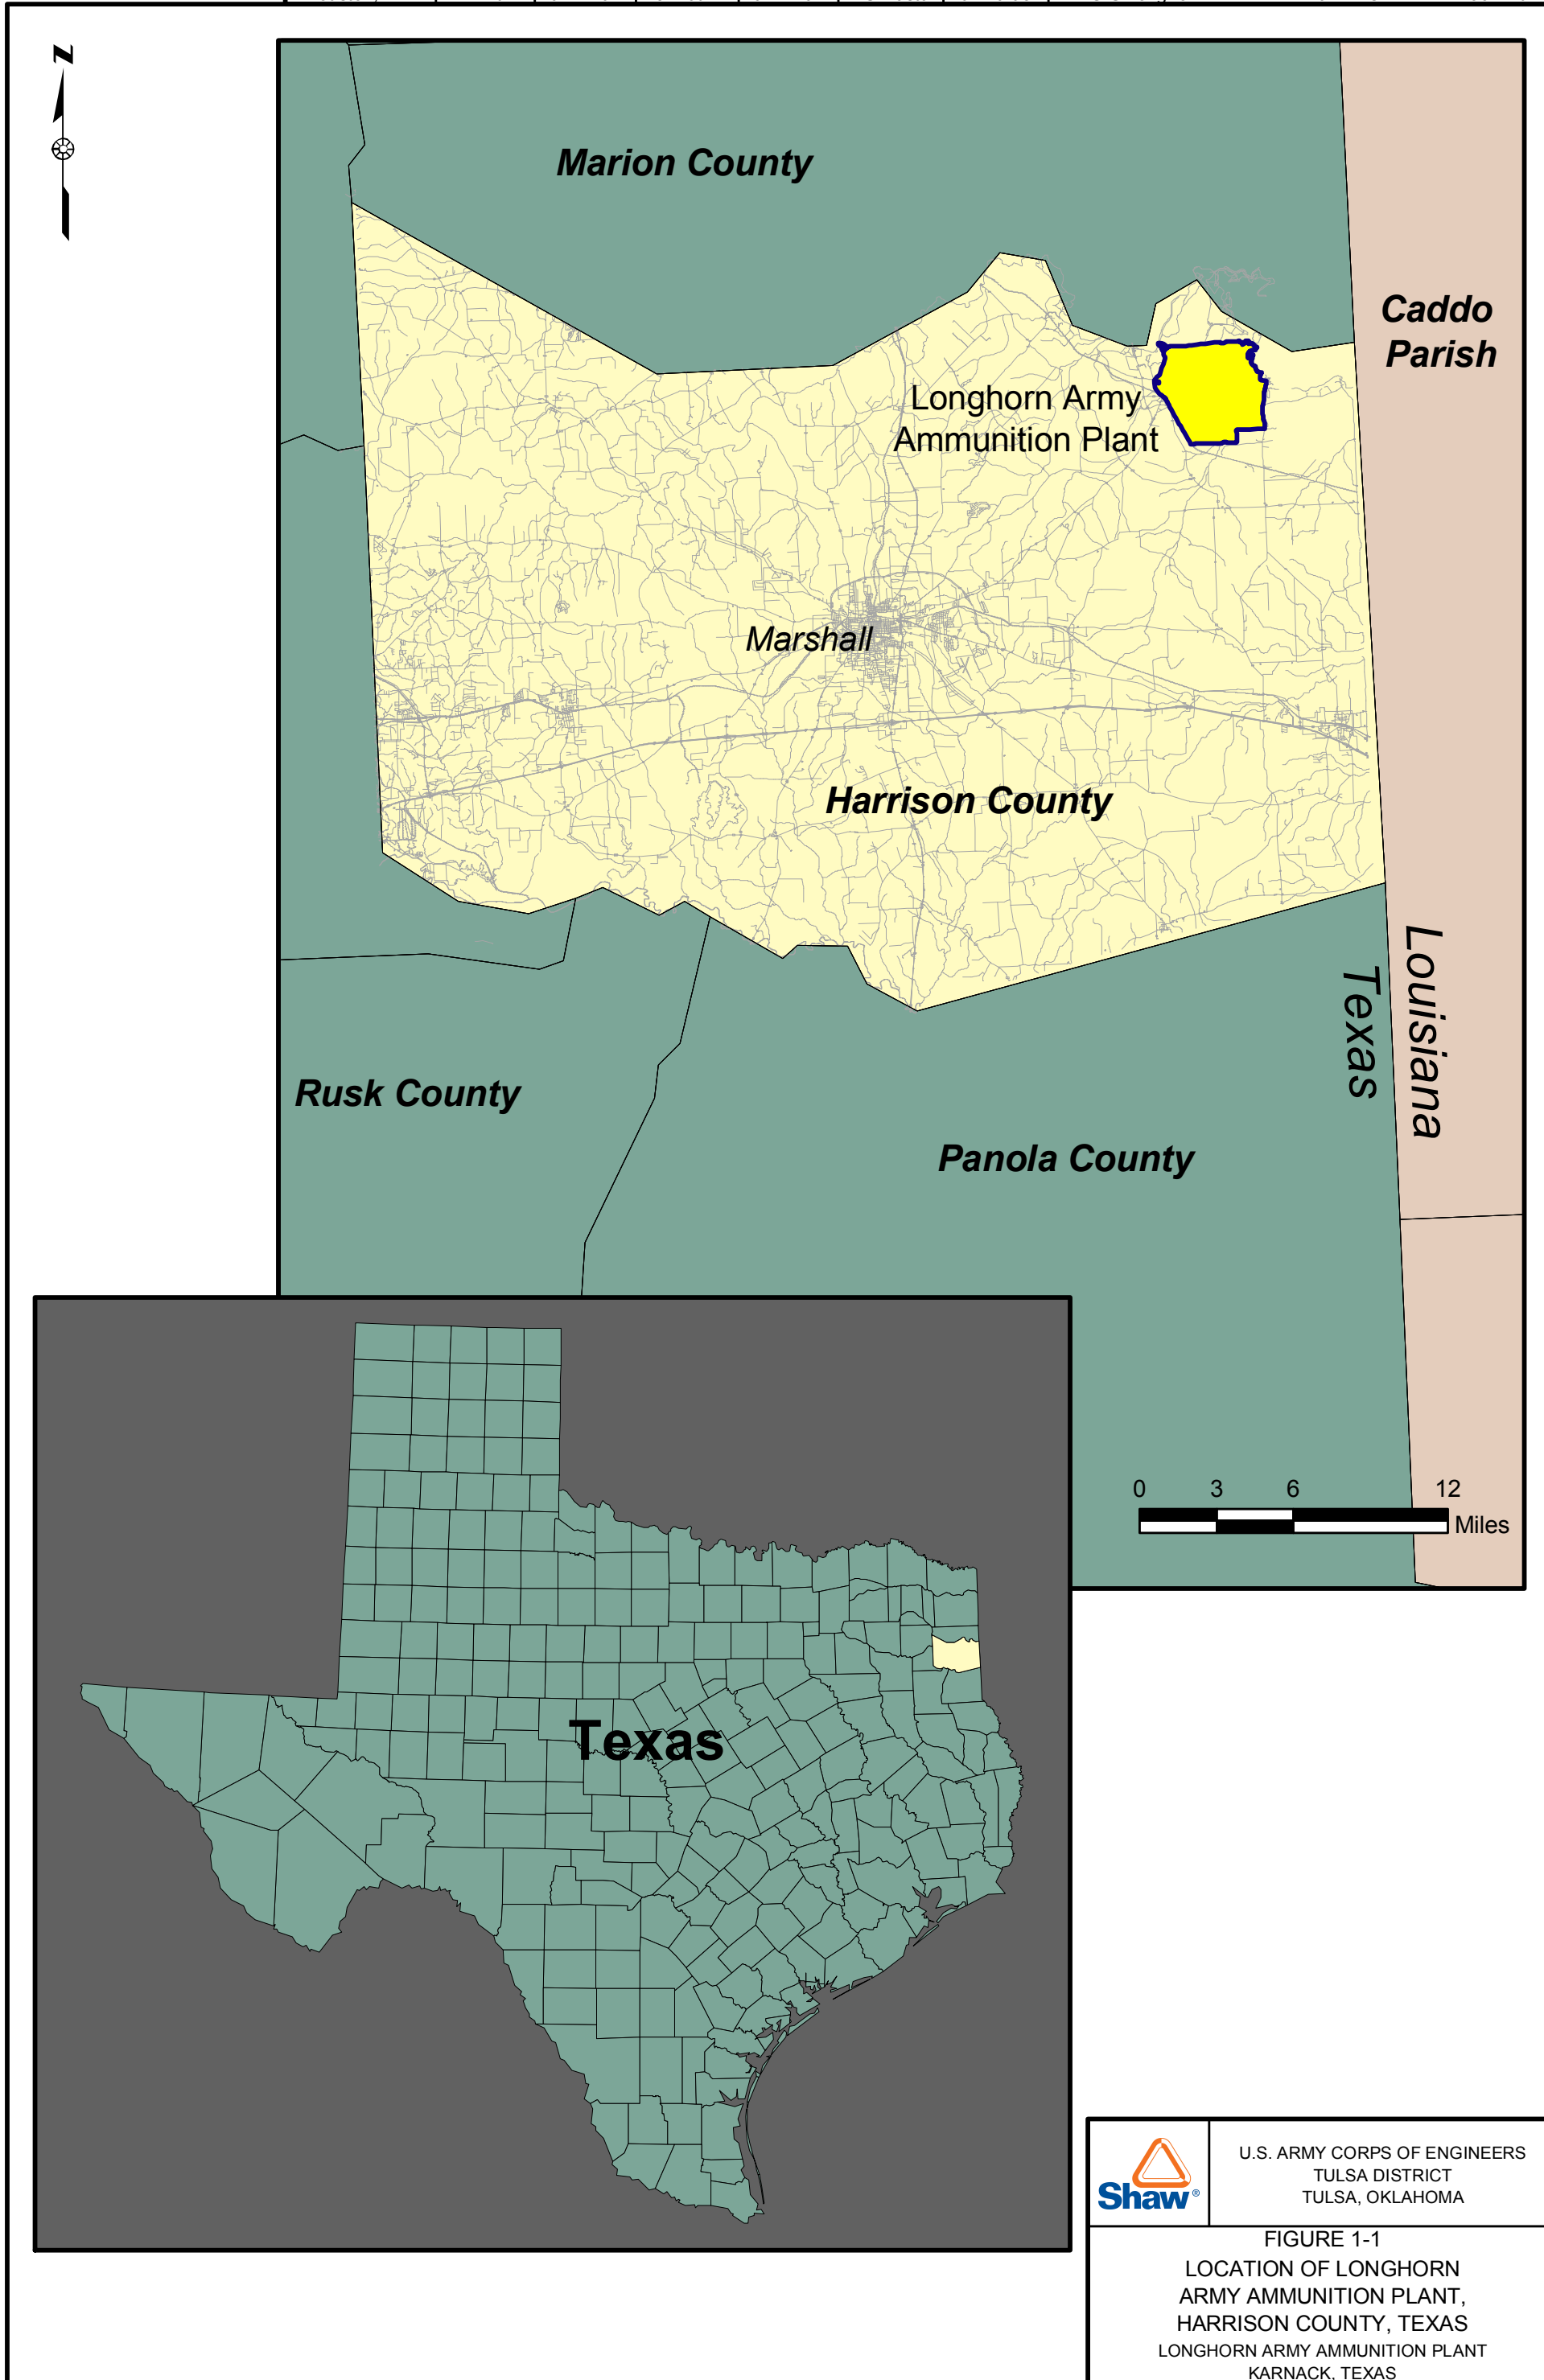 N
Marion County
Caddo
Parish
Longhorn Army
Ammunition Plant
Marshall
Harrison County
Louisiana
Texas
Rusk County
Panola County
0 3 6 12
Miles
Texas
Shaw®
U.S. ARMY CORPS OF ENGINEERS
TULSA DISTRICT
TULSA, OKLAHOMA
FIGURE 1-1
LOCATION OF LONGHORN
ARMY AMMUNITION PLANT,
HARRISON COUNTY, TEXAS
LONGHORN ARMY AMMUNITION PLANT
KARNACK, TEXAS